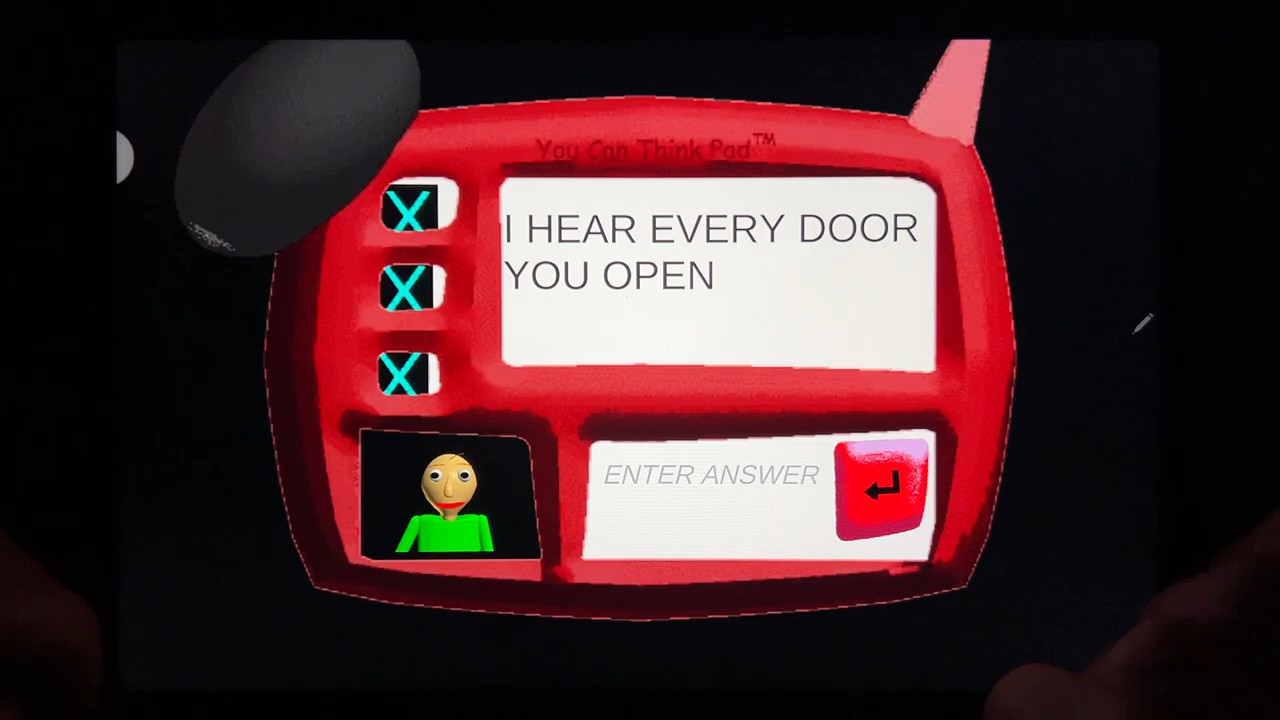 You Can Think Pad™
I HEAR EVERY DOOR
YOU OPEN
ENTER ANSWER